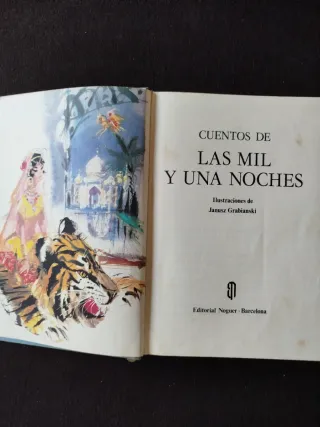 CUENTOS DE
LAS MIL
Y UNA NOCHES
Ilustraciones de
Janusz Grabianski
Editorial Noguer - Barcelona